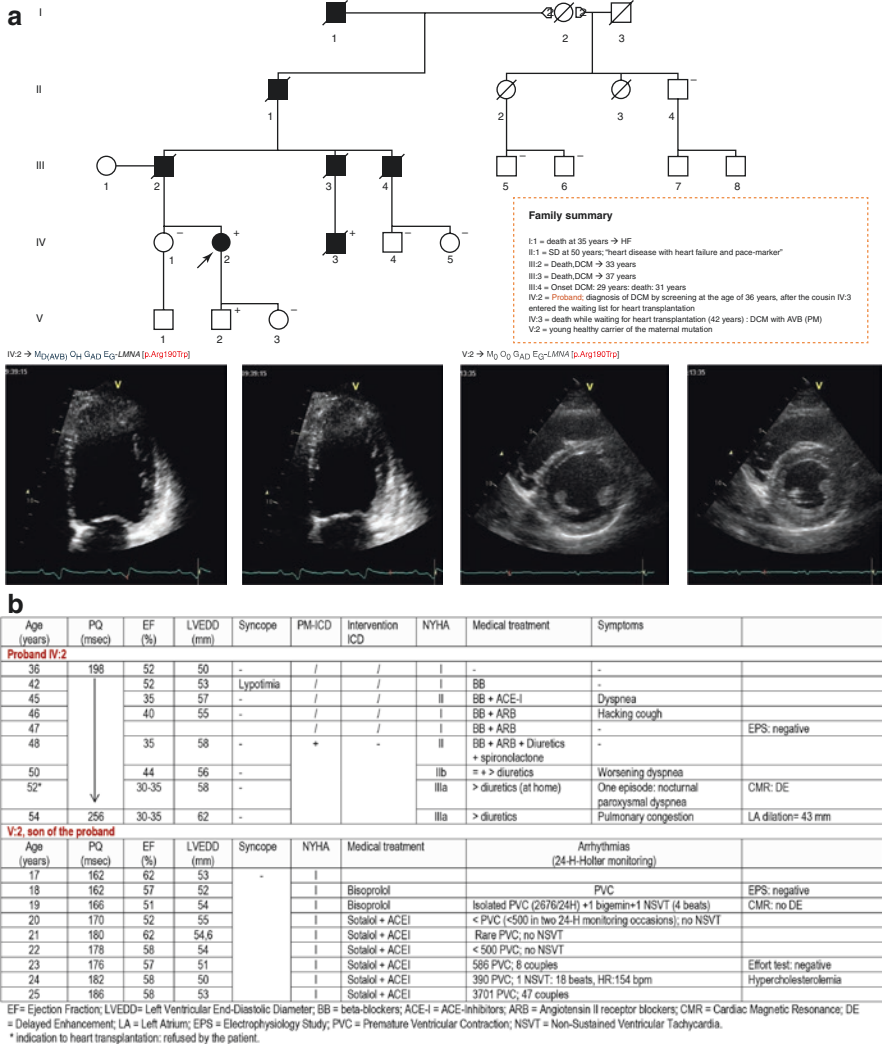 a
I
1
2
2
2
3
II
1
2
3
4
–
III
1
2
3
4
5
–
6
–
7
8
IV
1
–
2
+
3
+
4
–
5
–
V
1
2
+
3
–
Family summary
I:1 = death at 35 years → HF
II:1 = SD at 50 years; “heart disease with heart failure and pace-marker”
III:2 = Death,DCM → 33 years
III:3 = Death,DCM → 37 years
III:4 = Onset DCM: 29 years: death: 31 years
IV:2 = Proband; diagnosis of DCM by screening at the age of 36 years, after the cousin IV:3
entered the waiting list for heart transplantation
IV:3 = death while waiting for heart transplantation (42 years) : DCM with AVB (PM)
V:2 = young healthy carrier of the maternal mutation
IV:2 → MD(AVB) OH GAD EG-LMNA [p.Arg190Trp]
V:2 → M0 O0 GAD EG-LMNA [p.Arg190Trp]
9:39:15 V
09:39:15 V
13:35 V
13:35 V
b
Age (years) PQ (msec) EF (%) LVEDD (mm) Syncope PM-ICD Intervention ICD NYHA Medical treatment Symptoms
Proband IV:2
36 198 52 50 - / / I - -
42 52 53 Lypotimia / / I BB -
45 35 57 - / / II BB + ACE-I Dyspnea
46 40 55 - / / I BB + ARB Hacking cough
47 / / I BB + ARB - EPS: negative
48 35 58 - + - II BB + ARB + Diuretics + spironolactone -
50 44 56 - IIb = + > diuretics Worsening dyspnea
52* 30-35 58 - IIIa > diuretics (at home) One episode: nocturnal paroxysmal dyspnea CMR: DE
54 256 30-35 62 - IIIa > diuretics Pulmonary congestion LA dilation= 43 mm
V:2, son of the proband
Age (years) PQ (msec) EF (%) LVEDD (mm) Syncope NYHA Medical treatment Arrhythmias (24-H-Holter monitoring)
17 162 62 53 - I
18 162 57 52 I Bisoprolol PVC EPS: negative
19 166 51 54 I Bisoprolol Isolated PVC (2676/24H) +1 bigemin+1 NSVT (4 beats) CMR: no DE
20 170 52 55 I Sotalol + ACEI < PVC (<500 in two 24-H monitoring occasions); no NSVT
21 180 62 54,6 I Sotalol + ACEI Rare PVC; no NSVT
22 178 58 54 I Sotalol + ACEI < 500 PVC; no NSVT
23 176 57 51 I Sotalol + ACEI 586 PVC; 8 couples Effort test: negative
24 182 58 50 I Sotalol + ACEI 390 PVC; 1 NSVT: 18 beats, HR:154 bpm Hypercholesterolemia
25 186 58 53 I Sotalol + ACEI 3701 PVC; 47 couples
EF= Ejection Fraction; LVEDD= Left Ventricular End-Diastolic Diameter; BB = beta-blockers; ACE-I = ACE-Inhibitors; ARB = Angiotensin II receptor blockers; CMR = Cardiac Magnetic Resonance; DE
= Delayed Enhancement; LA = Left Atrium; EPS = Electrophysiology Study; PVC = Premature Ventricular Contraction; NSVT = Non-Sustained Ventricular Tachycardia.
* indication to heart transplantation: refused by the patient.